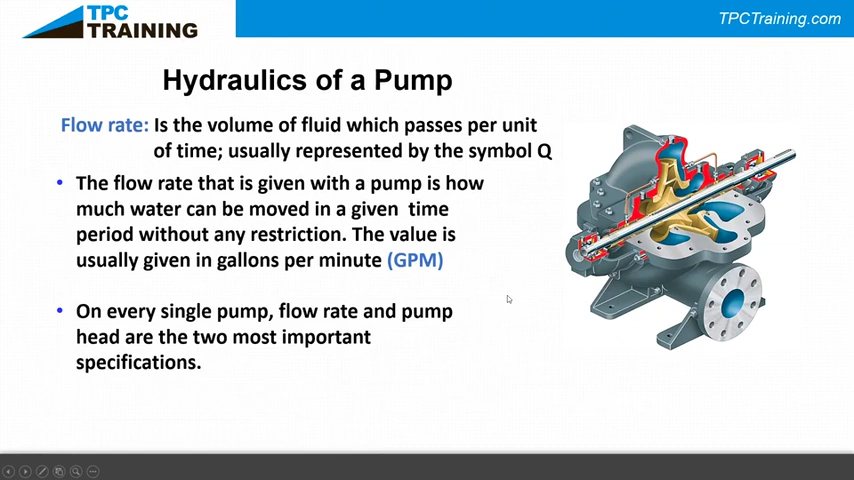 TPC
TRAINING
TPCTraining.com
Hydraulics of a Pump
Flow rate: Is the volume of fluid which passes per unit
of time; usually represented by the symbol Q
• The flow rate that is given with a pump is how
much water can be moved in a given time
period without any restriction. The value is
usually given in gallons per minute (GPM)
• On every single pump, flow rate and pump
head are the two most important
specifications.